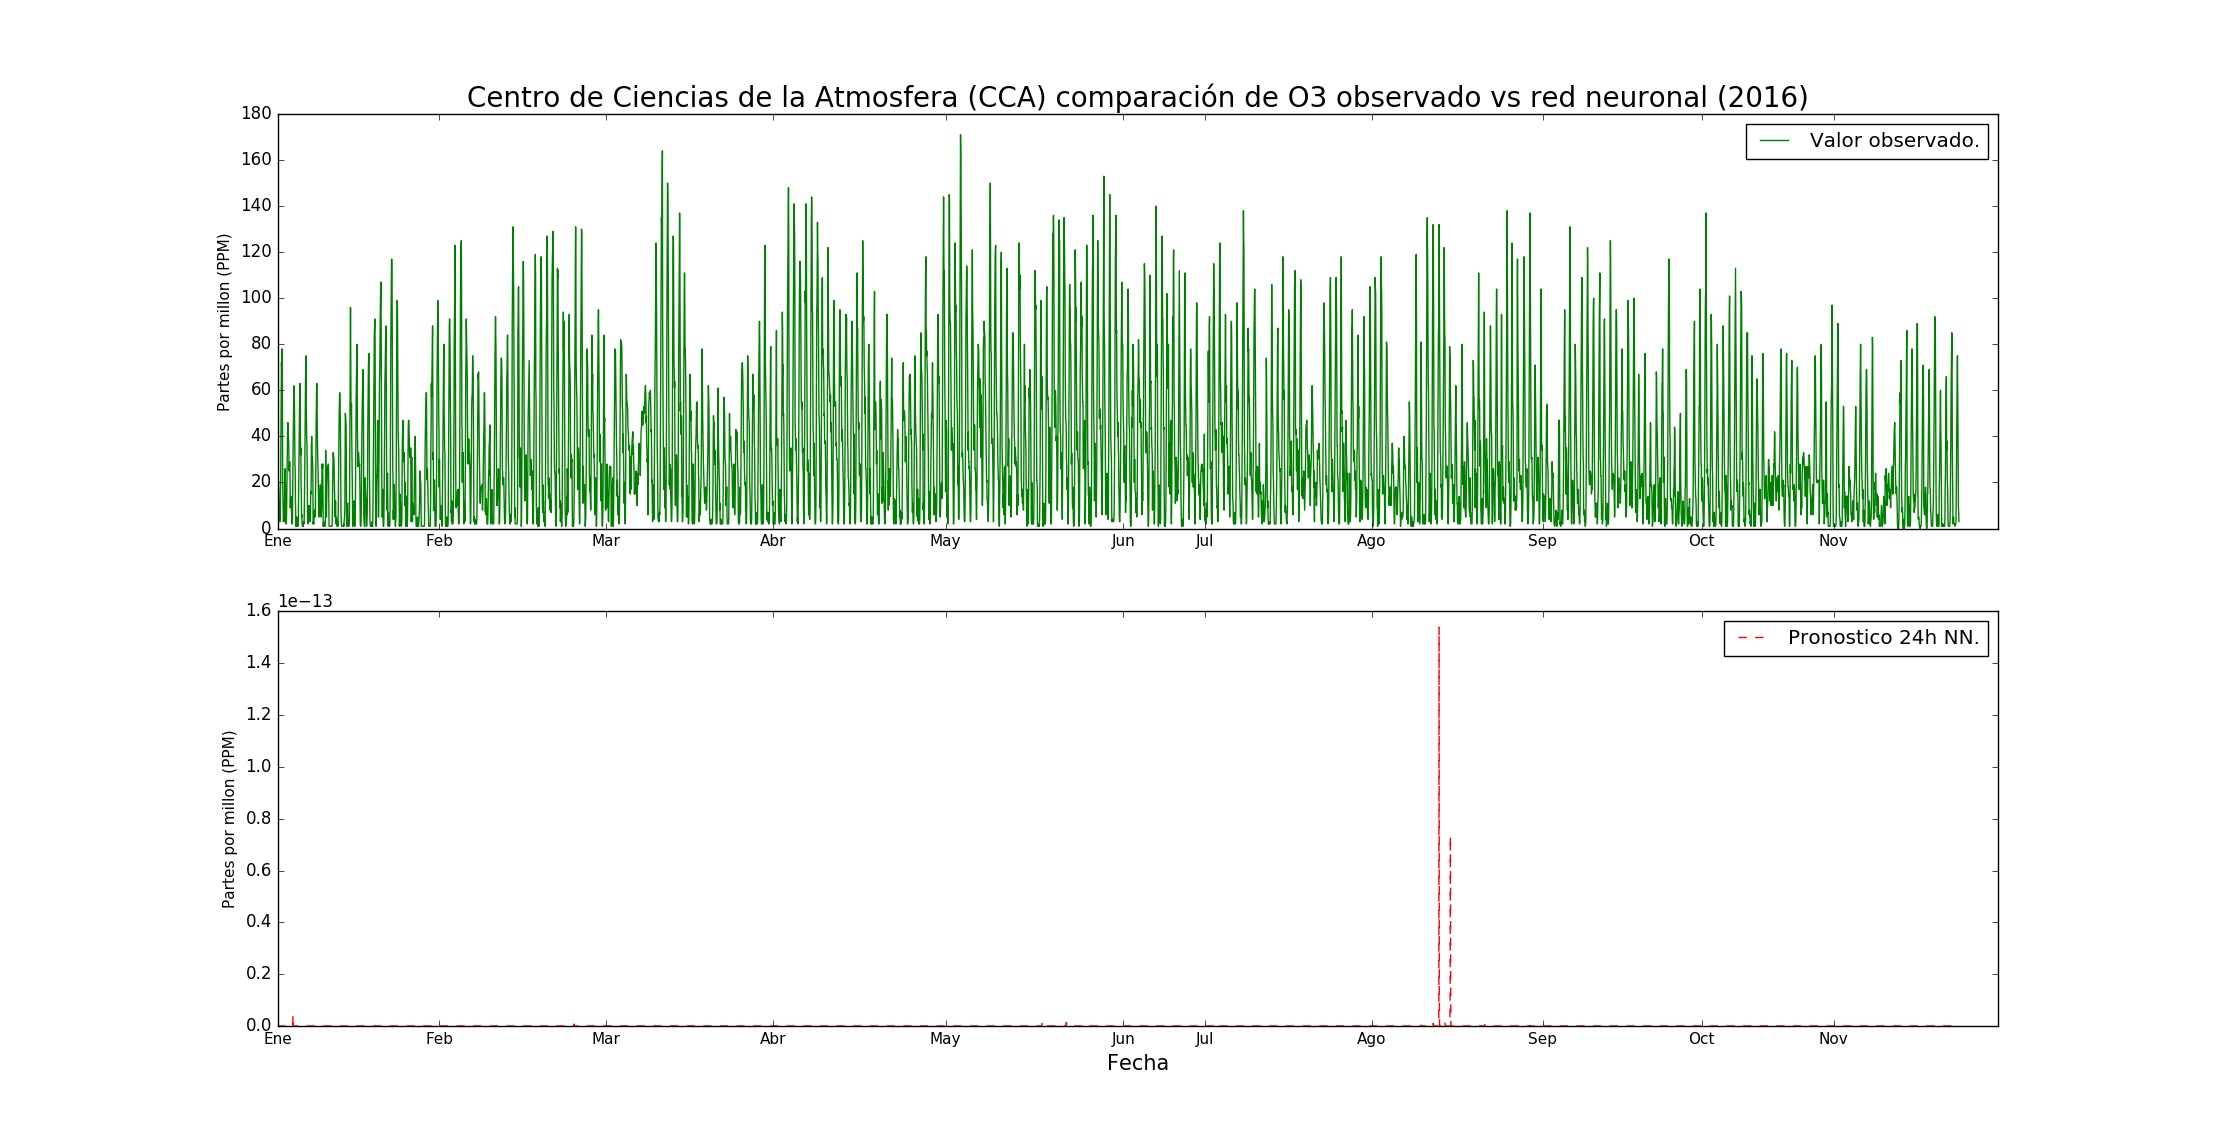 Centro de Ciencias de la Atmosfera (CCA) comparación de O3 observado vs red neuronal (2016)
180
160
140
120
100
80
60
40
20
0
Partes por millon (PPM)
Valor observado.
Ene Feb Mar Abr May Jun Jul Ago Sep Oct Nov
1e−13
1.6
1.4
1.2
1.0
0.8
0.6
0.4
0.2
0.0
Partes por millon (PPM)
Pronostico 24h NN.
Ene Feb Mar Abr May Jun Jul Ago Sep Oct Nov
Fecha